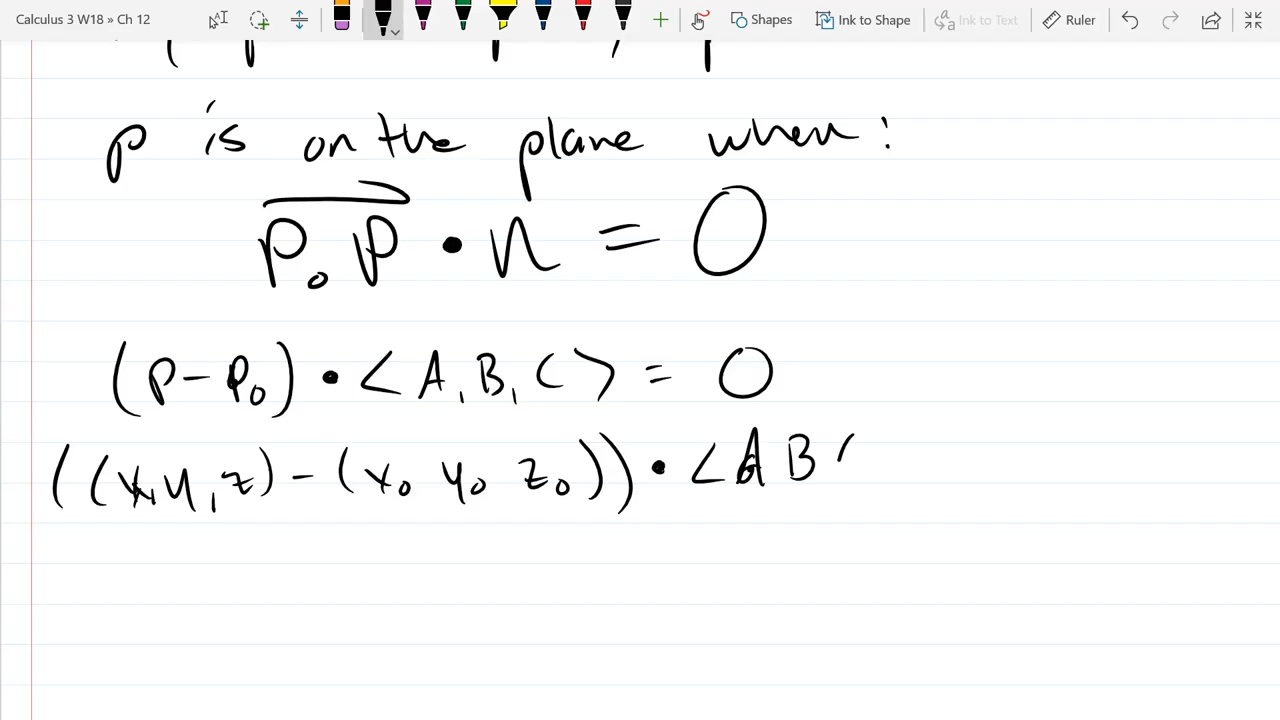 Calculus 3 W18 » Ch 12
Shapes
Ink to Shape
Ink to Text
Ruler
p is on the plane when:
P₀P • n = 0
(p - p₀) • <A, B, C> = 0
((x, y, z) - (x₀ y₀ z₀)) • <A B (